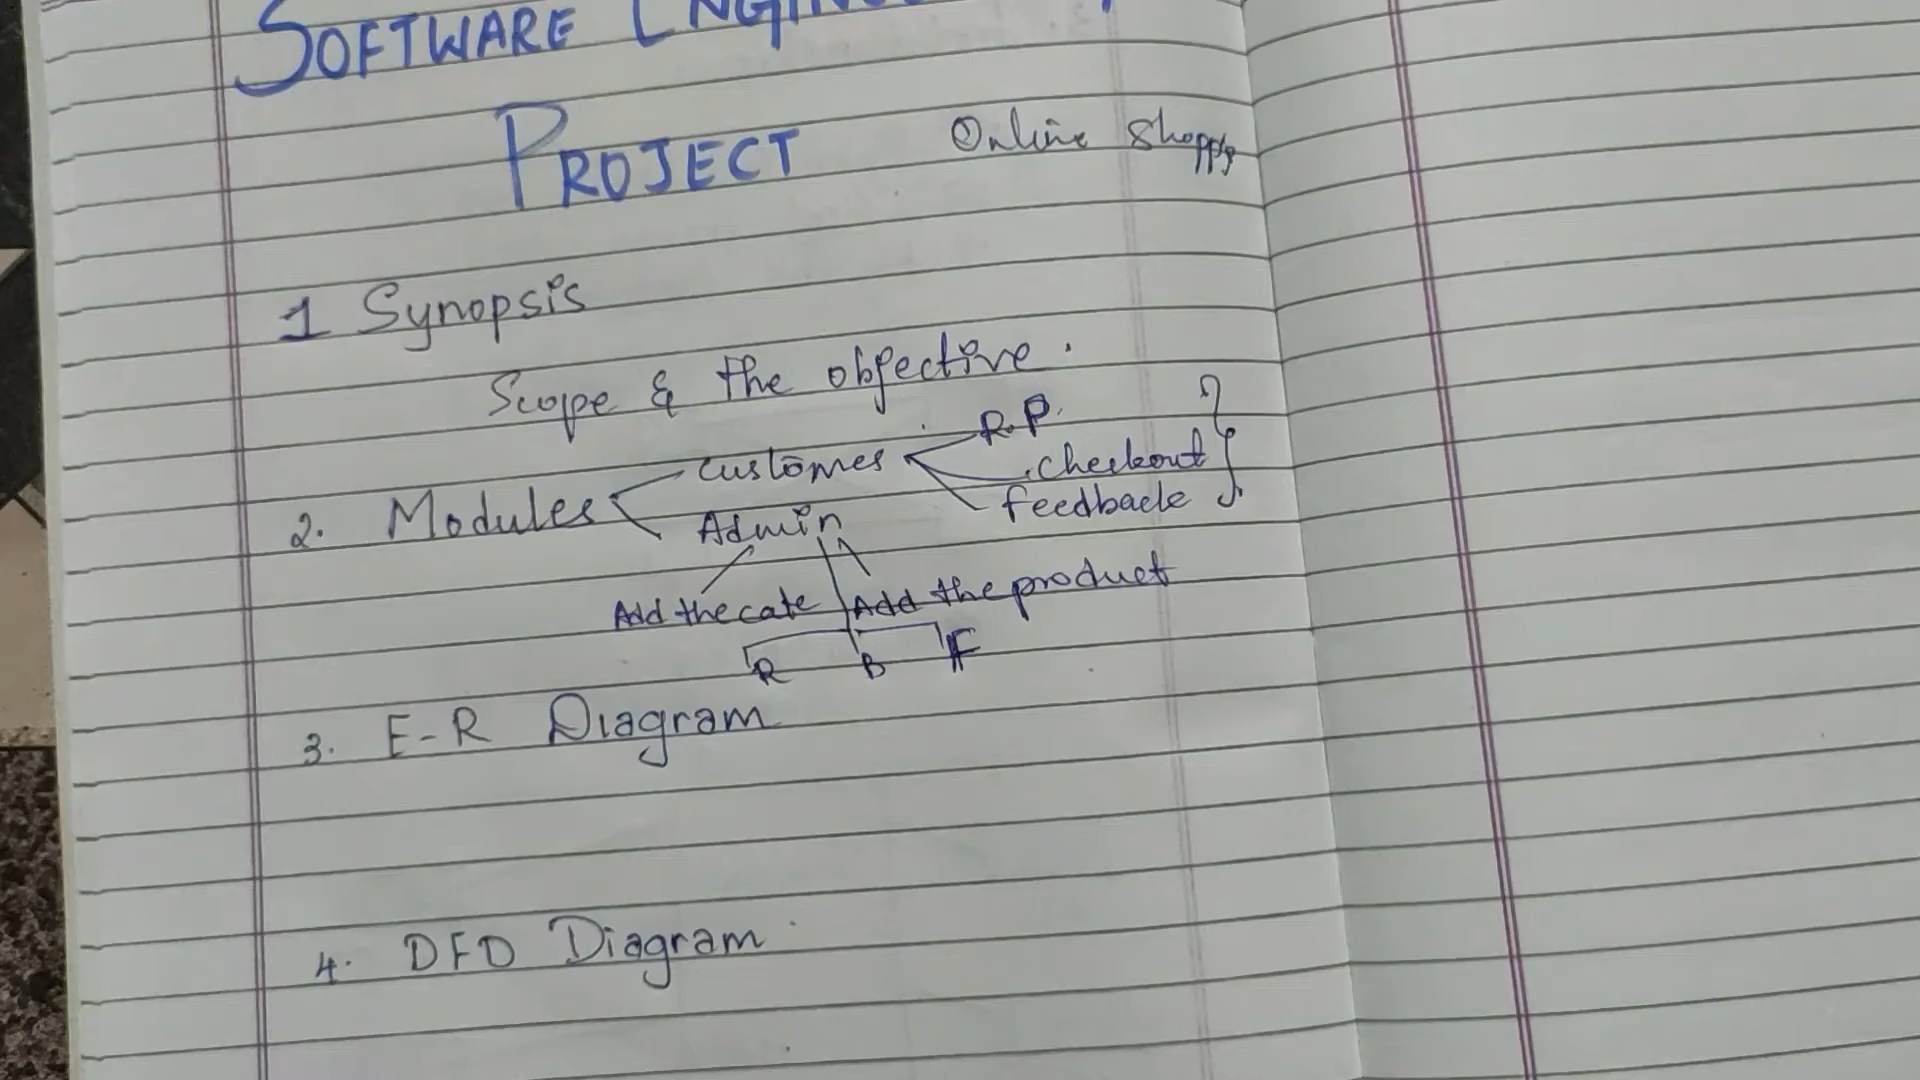 SOFTWARE
PROJECT Online Shoppg
1 Synopsis
Scope & the objective.
R.P.
2. Modules customer checkout
Admin feedback
Add the cate Add the product
R B F
3. E-R Diagram
4. DFD Diagram